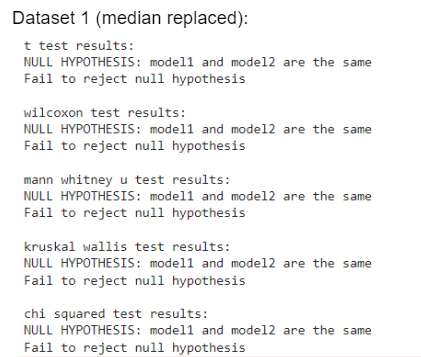 Dataset 1 (median replaced):
t test results:
NULL HYPOTHESIS: model1 and model2 are the same
Fail to reject null hypothesis
wilcoxon test results:
NULL HYPOTHESIS: model1 and model2 are the same
Fail to reject null hypothesis
mann whitney u test results:
NULL HYPOTHESIS: model1 and model2 are the same
Fail to reject null hypothesis
kruskal wallis test results:
NULL HYPOTHESIS: model1 and model2 are the same
Fail to reject null hypothesis
chi squared test results:
NULL HYPOTHESIS: model1 and model2 are the same
Fail to reject null hypothesis